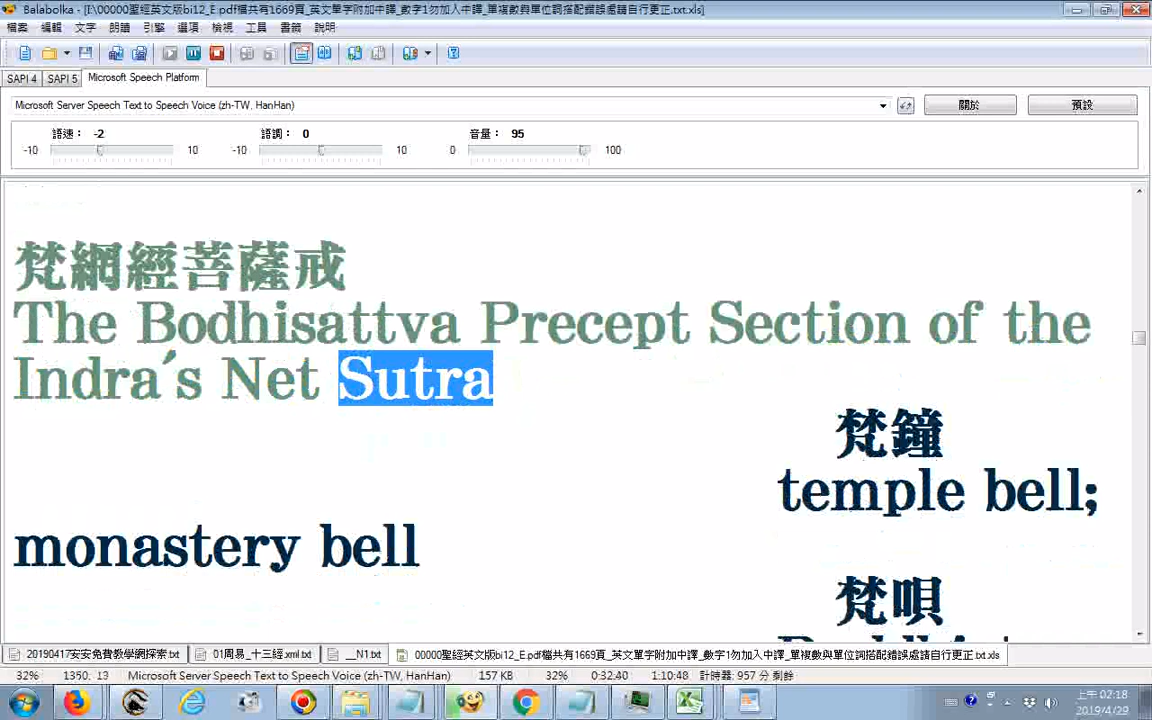 Balabolka - [I:\00000聖經英文版bi12_E.pdf檔共有1669頁_英文單字附加中譯_數字1勿加入中譯_單複數與單位詞搭配錯誤處請自行更正.txt.xls]
檔案 編輯 文字 朗讀 引擎 選項 檢視 工具 書籤 說明
SAPI 4 SAPI 5 Microsoft Speech Platform
Microsoft Server Speech Text to Speech Voice (zh-TW, HanHan) 關於 預設
語速： -2 語調： 0 音量： 95
-10 10 -10 10 0 100
梵網經菩薩戒
The Bodhisattva Precept Section of the
Indra´s Net Sutra
梵鐘
temple bell;
monastery bell
梵唄
20190417安安免費教學網探索.txt 01周易_十三經.xml.txt __N1.txt 00000聖經英文版bi12_E.pdf檔共有1669頁_英文單字附加中譯_數字1勿加入中譯_單複數與單位詞搭配錯誤處請自行更正.txt.xls
32% 1350, 13 Microsoft Server Speech Text to Speech Voice (zh-TW, HanHan) 157 KB 32% 0:32.40 1:10:48 計時器: 957 分 剩餘
上午 02:18
2019/4/29